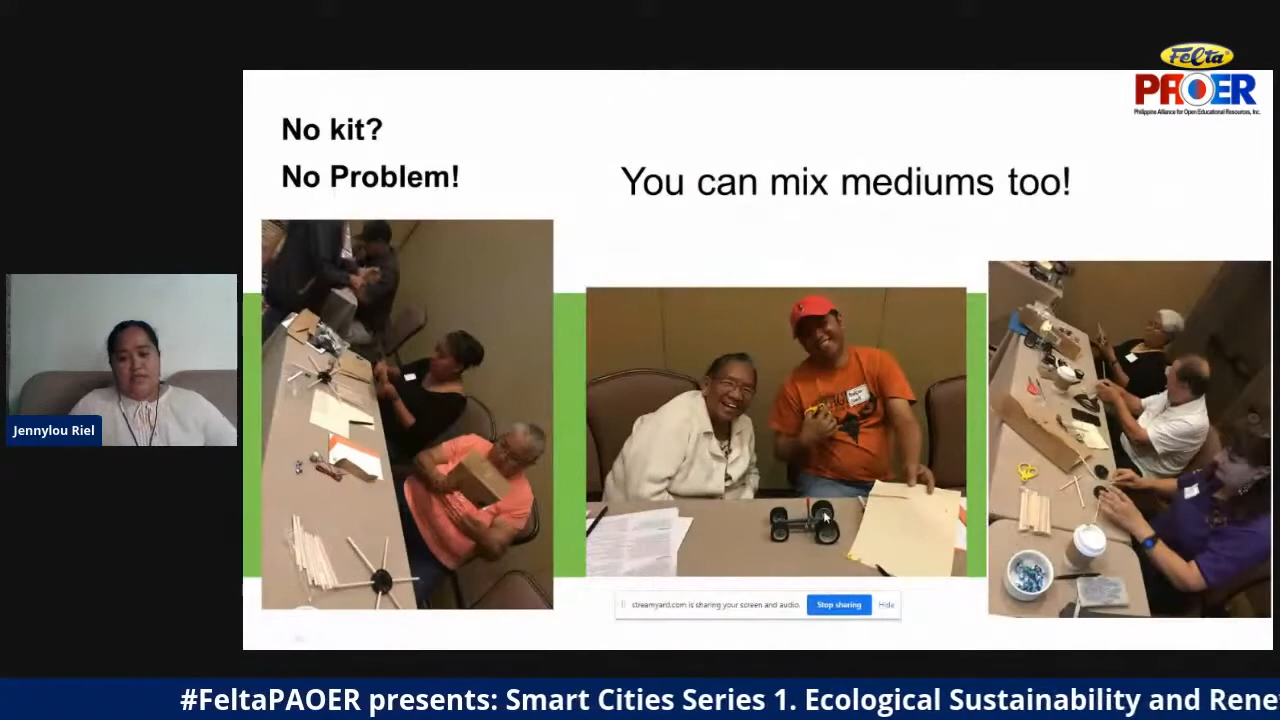 Felta
PAOER
Philippine Alliance for Open Educational Resources, Inc.
No kit?
No Problem!
You can mix mediums too!
Jennylou Riel
streamyard.com is sharing your screen and audio.
Stop sharing
Hide
#FeltaPAOER presents: Smart Cities Series 1. Ecological Sustainability and Rene